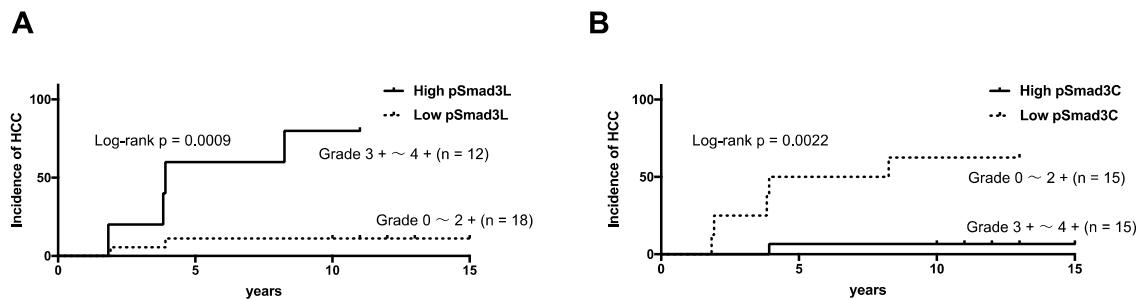 A
Incidence of HCC
100
50
0
0
5
10
15
years
High pSmad3L
Low pSmad3L
Log-rank p = 0.0009
Grade 3 + ～ 4 + (n = 12)
Grade 0 ～ 2 + (n = 18)
B
Incidence of HCC
100
50
0
0
5
10
15
years
High pSmad3C
Low pSmad3C
Log-rank p = 0.0022
Grade 0 ～ 2 + (n = 15)
Grade 3 + ～ 4 + (n = 15)